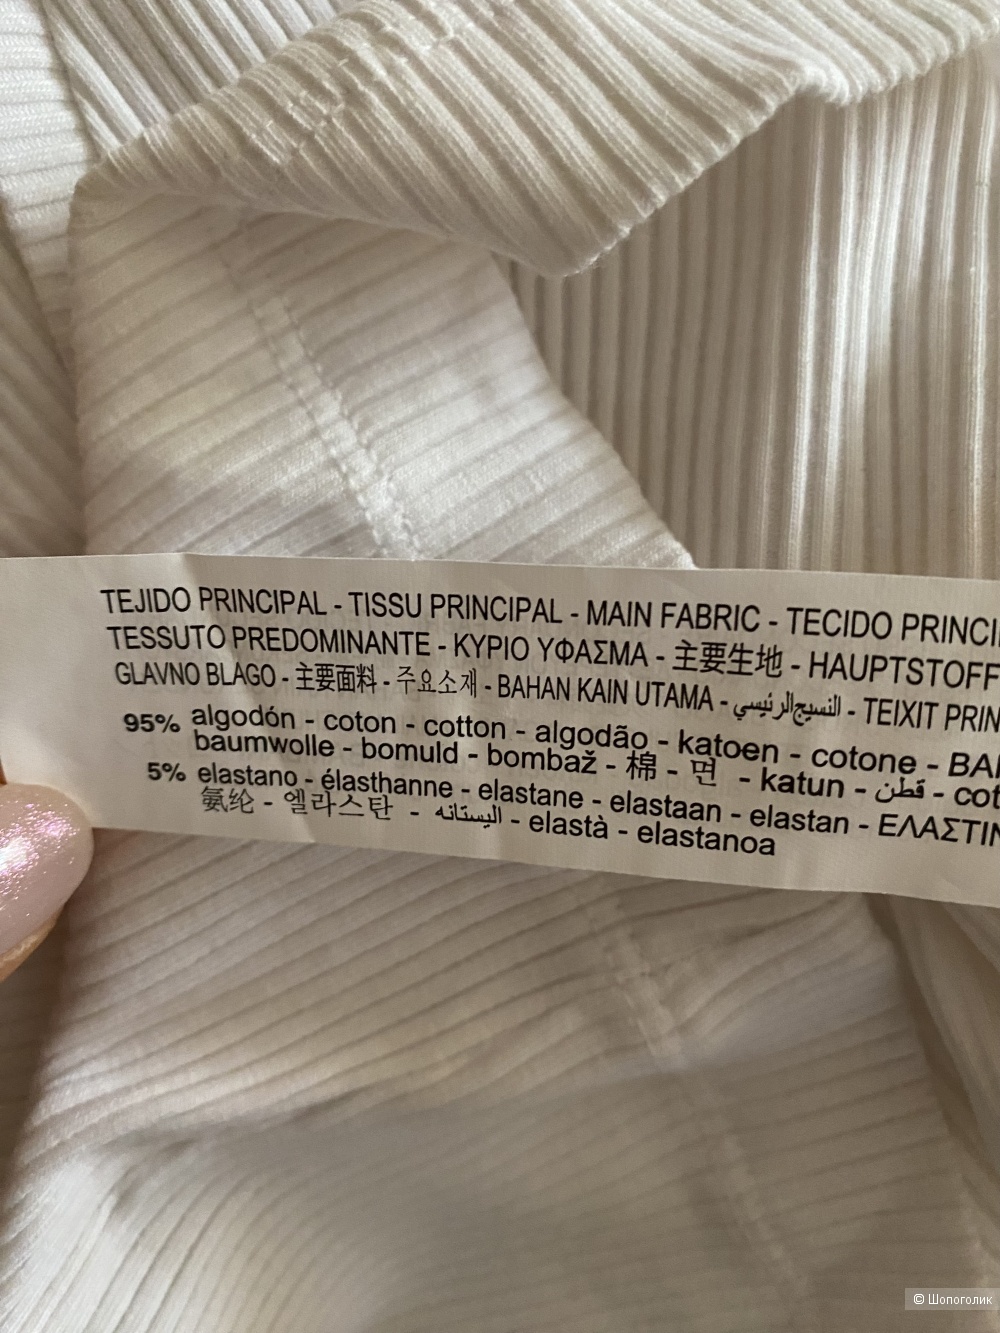 TEJIDO PRINCIPAL - TISSU PRINCIPAL - MAIN FABRIC - TECIDO PRINCI
TESSUTO PREDOMINANTE - ΚΥΡΙΟ ΥΦΑΣΜΑ - 主要生地 - HAUPTSTOFF
GLAVNO BLAGO - 主要面料 - 주요소재 - BAHAN KAIN UTAMA - النسيج الرئيسي - TEIXIT PRIN
95% algodón - coton - cotton - algodão - katoen - cotone - ΒΑ
baumwolle - bomuld - bombaž - 棉 - 면 - katun - قطن - cot
5% elastano - élasthanne - elastane - elastaan - elastan - ΕΛΑΣΤΙΝ
氨纶 - 엘라스탄 - اليستانه - elastà - elastanoa
© Шопоголик